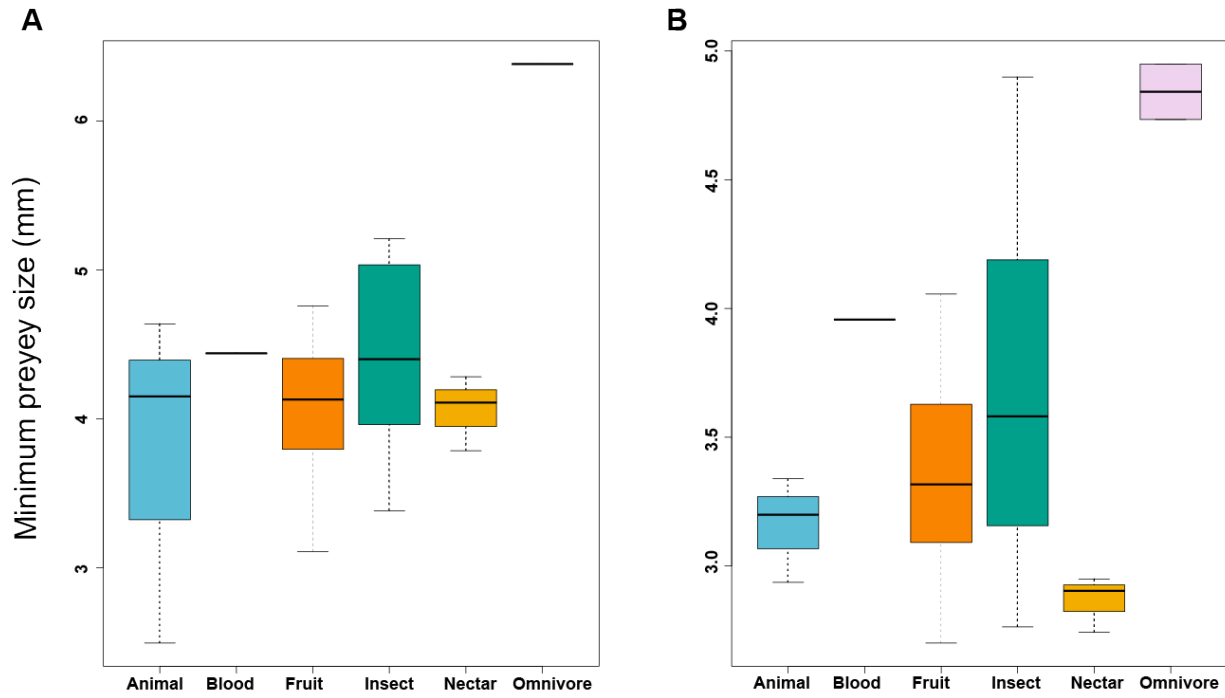 A
B
Minimum preyey size (mm)
6
5
4
3
Animal Blood Fruit Insect Nectar Omnivore
5.0
4.5
4.0
3.5
3.0
Animal Blood Fruit Insect Nectar Omnivore